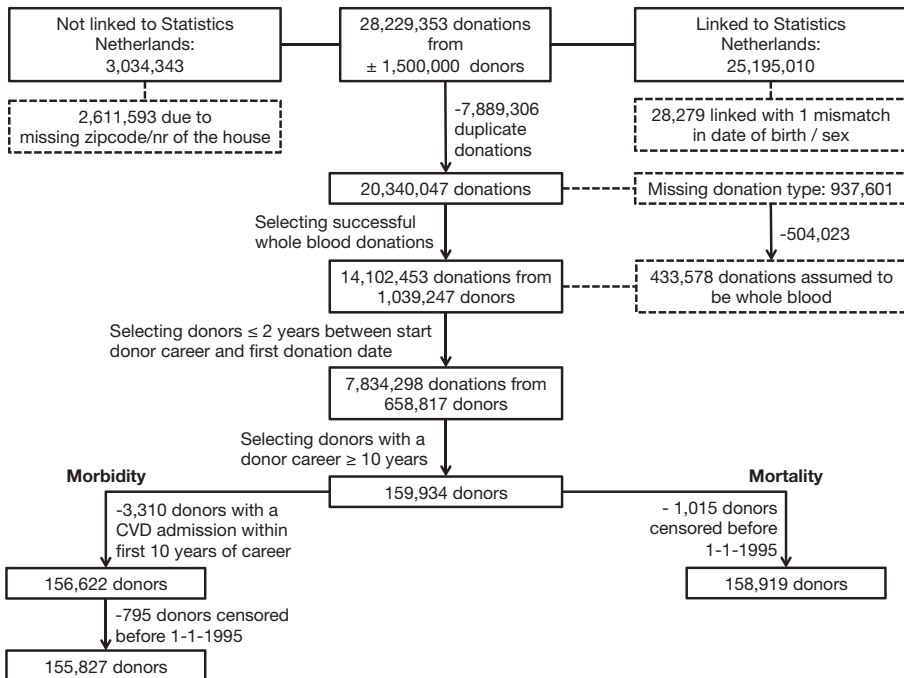 Not linked to Statistics
Netherlands:
3,034,343
28,229,353 donations
from
± 1,500,000 donors
Linked to Statistics
Netherlands:
25,195,010
2,611,593 due to
missing zipcode/nr of the house
-7,889,306
duplicate
donations
28,279 linked with 1 mismatch
in date of birth / sex
20,340,047 donations
Missing donation type: 937,601
Selecting successful
whole blood donations
-504,023
14,102,453 donations from
1,039,247 donors
433,578 donations assumed to
be whole blood
Selecting donors ≤ 2 years between start
donor career and first donation date
7,834,298 donations from
658,817 donors
Selecting donors with a
donor career ≥ 10 years
Morbidity
159,934 donors
Mortality
-3,310 donors with a
CVD admission within
first 10 years of career
- 1,015 donors
censored before
1-1-1995
156,622 donors
158,919 donors
-795 donors censored
before 1-1-1995
155,827 donors